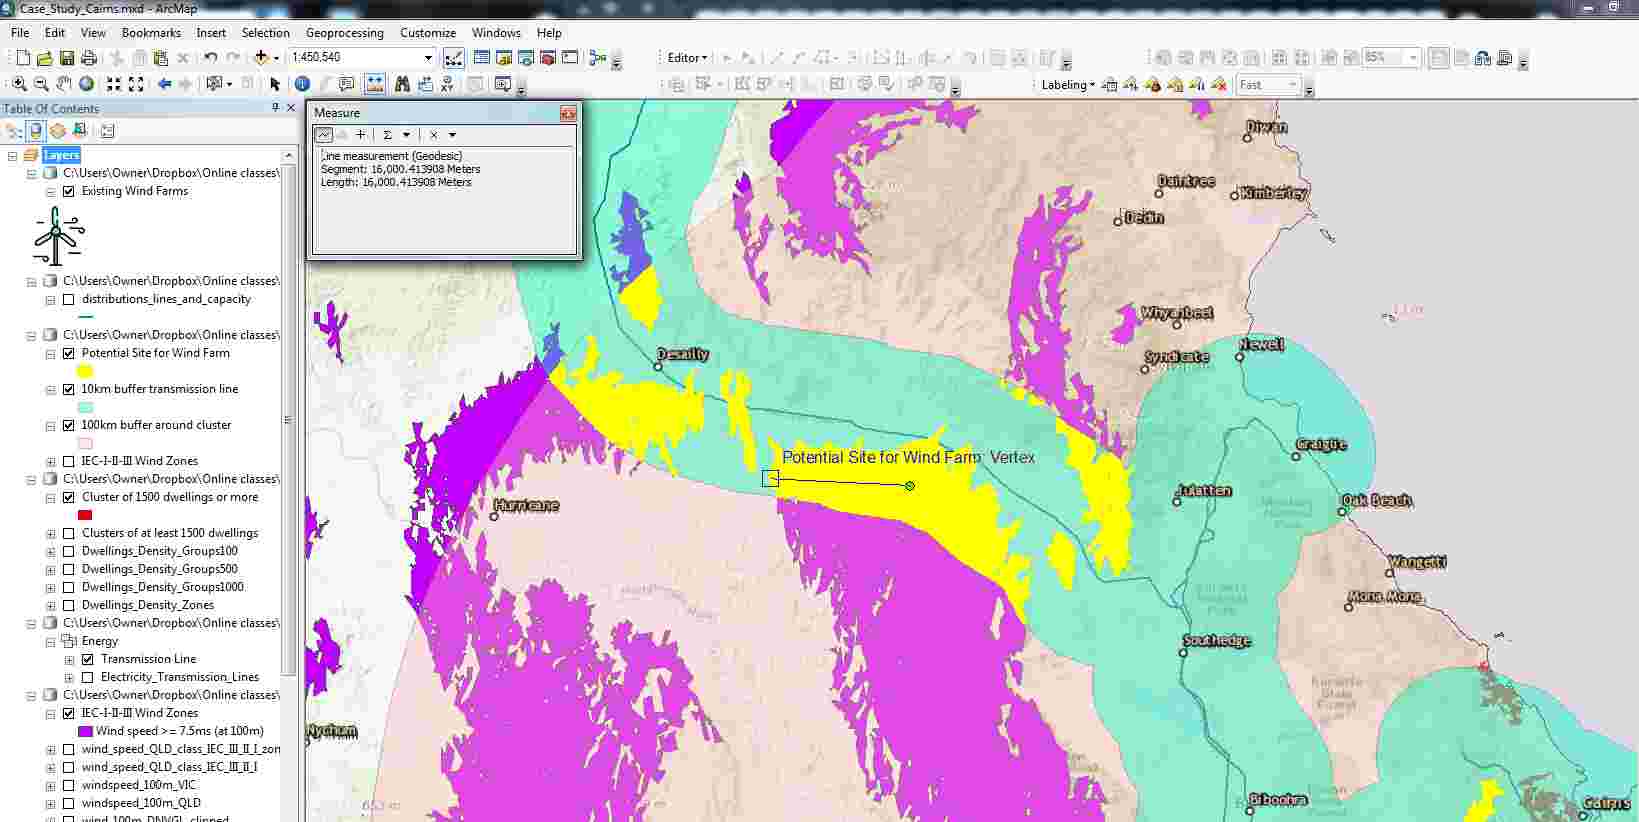 Case_Study_Cairns.mxd - ArcMap
File Edit View Bookmarks Insert Selection Geoprocessing Customize Windows Help
1:450,540
Editor
85%
Labeling
Fast
Table Of Contents
Layers
C:\Users\Owner\Dropbox\Online classes\
Existing Wind Farms
C:\Users\Owner\Dropbox\Online classes\
distributions_lines_and_capacity
C:\Users\Owner\Dropbox\Online classes\
Potential Site for Wind Farm
10km buffer transmission line
100km buffer around cluster
IEC-I-II-III Wind Zones
C:\Users\Owner\Dropbox\Online classes\
Cluster of 1500 dwellings or more
Clusters of at least 1500 dwellings
Dwellings_Density_Groups100
Dwellings_Density_Groups500
Dwellings_Density_Groups1000
Dwellings_Density_Zones
C:\Users\Owner\Dropbox\Online classes\
Energy
Transmission Line
Electricity_Transmission_Lines
C:\Users\Owner\Dropbox\Online classes\
IEC-I-II-III Wind Zones
Wind speed >= 7.5ms (at 100m)
wind_speed_QLD_class_IEC_III_II_I_zon
wind_speed_QLD_class_IEC_III_II_I
windspeed_100m_VIC
windspeed_100m_QLD
wind_100m_DNVGL_clipped
Measure
Line measurement (Geodesic)
Segment: 16,000.413908 Meters
Length: 16,000.413908 Meters
Diwan
Daintree
Kimberley
Dedin
Whyanbeel
Newell
Syndicate
Desailly
Craiglie
Potential Site for Wind Farm: Vertex
Julatten
Oak Beach
Hurricane
Wangetti
Mona Mona
Southedge
Kuranda
State
Forest
Nychum
653 m
Biboohra
Cairns